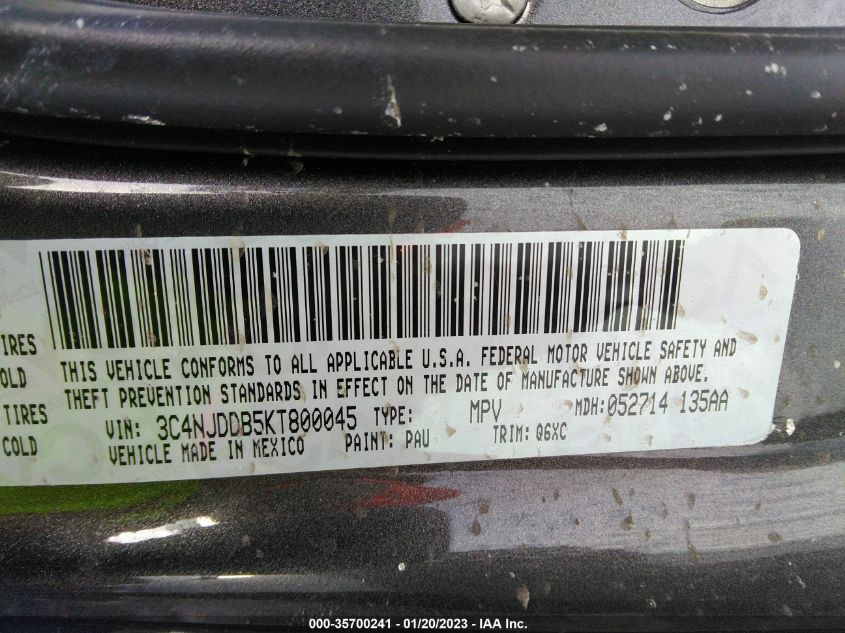 IRES
OLD
TIRES
COLD
THIS VEHICLE CONFORMS TO ALL APPLICABLE U.S.A. FEDERAL MOTOR VEHICLE SAFETY AND
THEFT PREVENTION STANDARDS IN EFFECT ON THE DATE OF MANUFACTURE SHOWN ABOVE.
VIN: 3C4NJDDB5KT800045 TYPE: MPV MDH:052714 135AA
VEHICLE MADE IN MEXICO PAINT: PAU TRIM: Q6XC
000-35700241 - 01/20/2023 - IAA Inc.